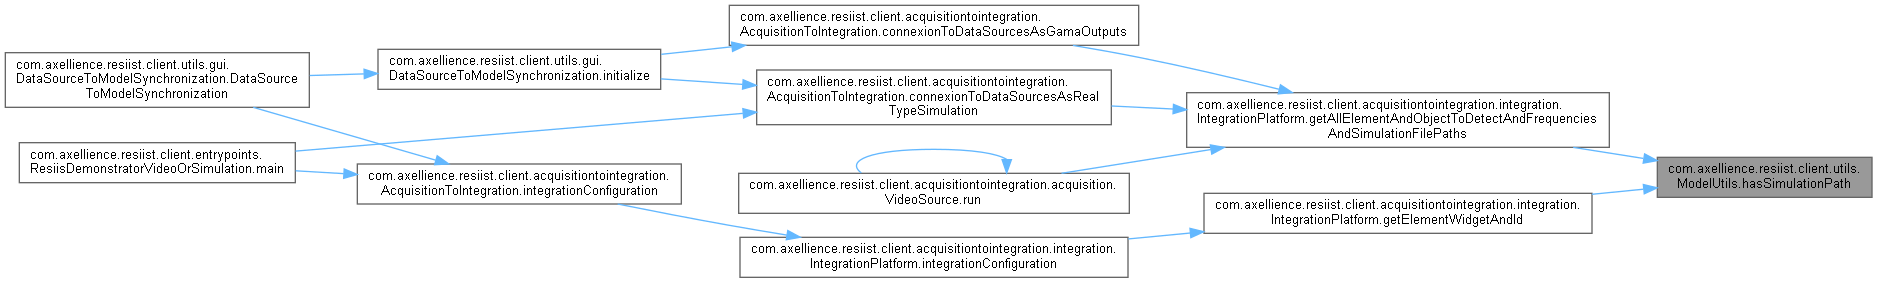 com.axellience.resiist.client.utils.gui.
DataSourceToModelSynchronization.DataSource
ToModelSynchronization
com.axellience.resiist.client.entrypoints.
ResiisDemonstratorVideoOrSimulation.main
com.axellience.resiist.client.utils.gui.
DataSourceToModelSynchronization.initialize
com.axellience.resiist.client.acquisitiontointegration.
AcquisitionToIntegration.integrationConfiguration
com.axellience.resiist.client.acquisitiontointegration.
AcquisitionToIntegration.connexionToDataSourcesAsGamaOutputs
com.axellience.resiist.client.acquisitiontointegration.
AcquisitionToIntegration.connexionToDataSourcesAsReal
TypeSimulation
com.axellience.resiist.client.acquisitiontointegration.acquisition.
VideoSource.run
com.axellience.resiist.client.acquisitiontointegration.integration.
IntegrationPlatform.integrationConfiguration
com.axellience.resiist.client.acquisitiontointegration.integration.
IntegrationPlatform.getAllElementAndObjectToDetectAndFrequencies
AndSimulationFilePaths
com.axellience.resiist.client.acquisitiontointegration.integration.
IntegrationPlatform.getElementWidgetAndId
com.axellience.resiist.client.utils.
ModelUtils.hasSimulationPath